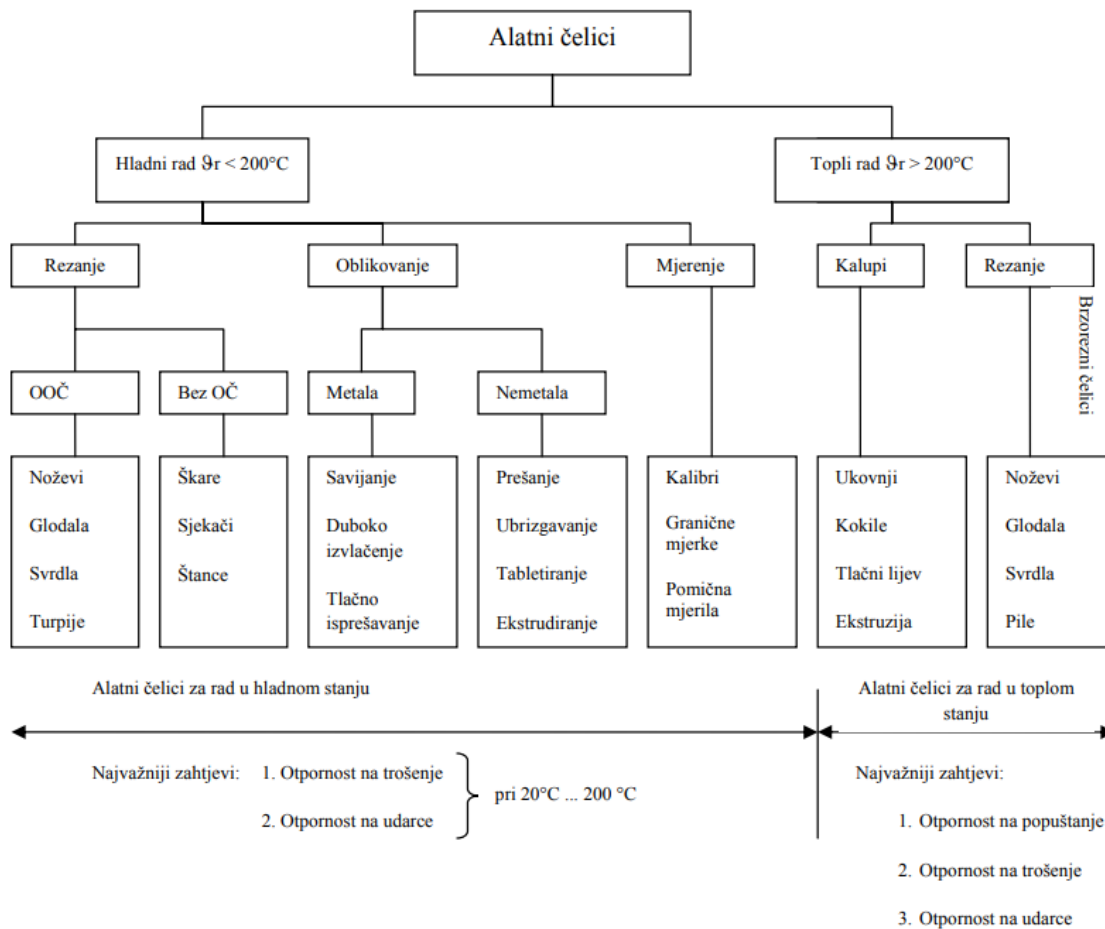 Alatni čelici
Hladni rad ϑr < 200°C
Topli rad ϑr > 200°C
Rezanje
Oblikovanje
Mjerenje
Kalupi
Rezanje
Brzorezni čelici
OOČ
Bez OČ
Metala
Nemetala
Noževi
Glodala
Svrdla
Turpije
Škare
Sjekači
Štance
Savijanje
Duboko
izvlačenje
Tlačno
isprešavanje
Prešanje
Ubrizgavanje
Tabletiranje
Ekstrudiranje
Kalibri
Granične
mjerke
Pomična
mjerila
Ukovnji
Kokile
Tlačni lijev
Ekstruzija
Noževi
Glodala
Svrdla
Pile
Alatni čelici za rad u hladnom stanju
Alatni čelici za rad u toplom
stanju
Najvažniji zahtjevi:
1. Otpornost na trošenje
2. Otpornost na udarce
pri 20°C ... 200 °C
Najvažniji zahtjevi:
1. Otpornost na popuštanje
2. Otpornost na trošenje
3. Otpornost na udarce